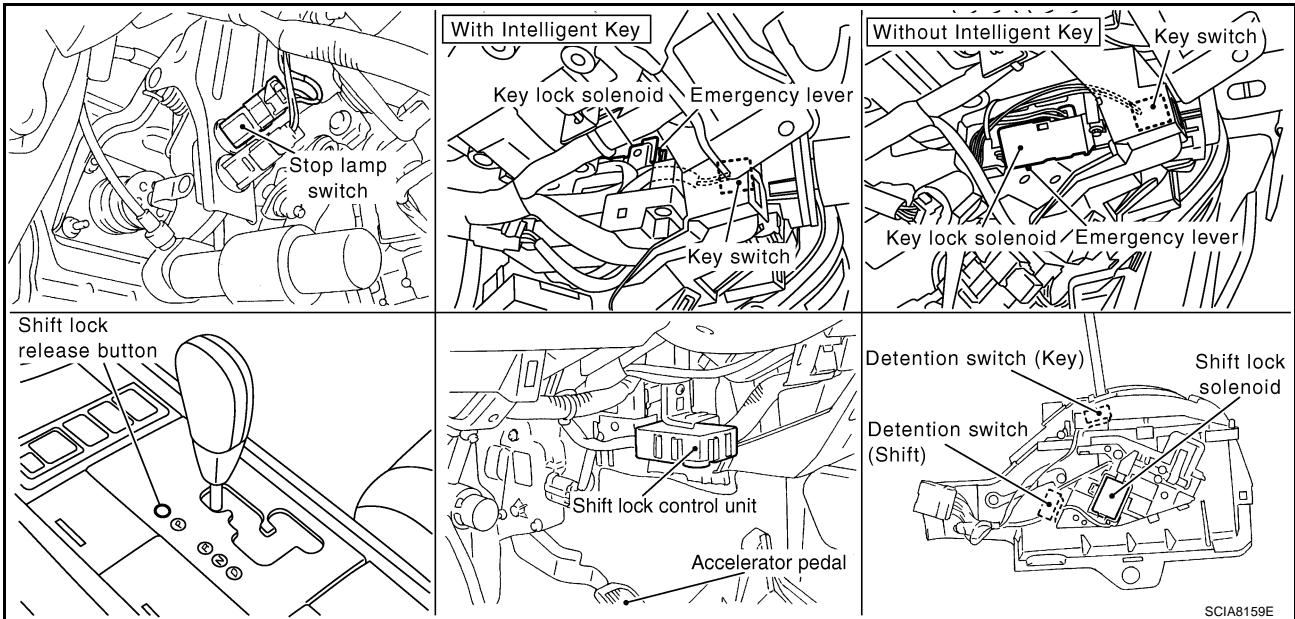 Stop lamp
switch
With Intelligent Key
Key lock solenoid
Emergency lever
Key switch
Without Intelligent Key
Key switch
Key lock solenoid
Emergency lever
Shift lock
release button
P
R
N
D
Shift lock control unit
Accelerator pedal
Detention switch (Key)
Shift lock
solenoid
Detention switch
(Shift)
SCIA8159E